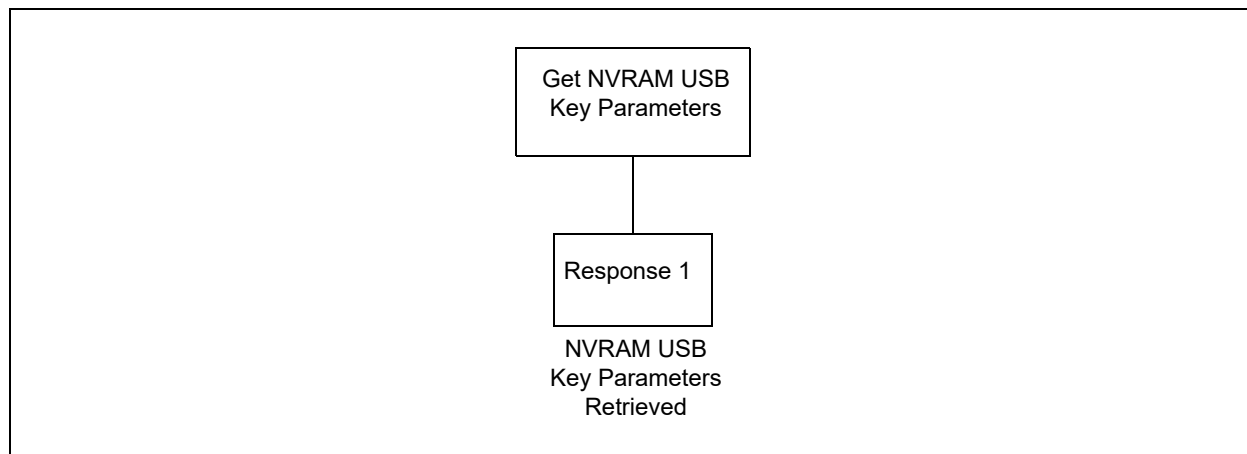 Get NVRAM USB
Key Parameters
Response 1
NVRAM USB
Key Parameters
Retrieved